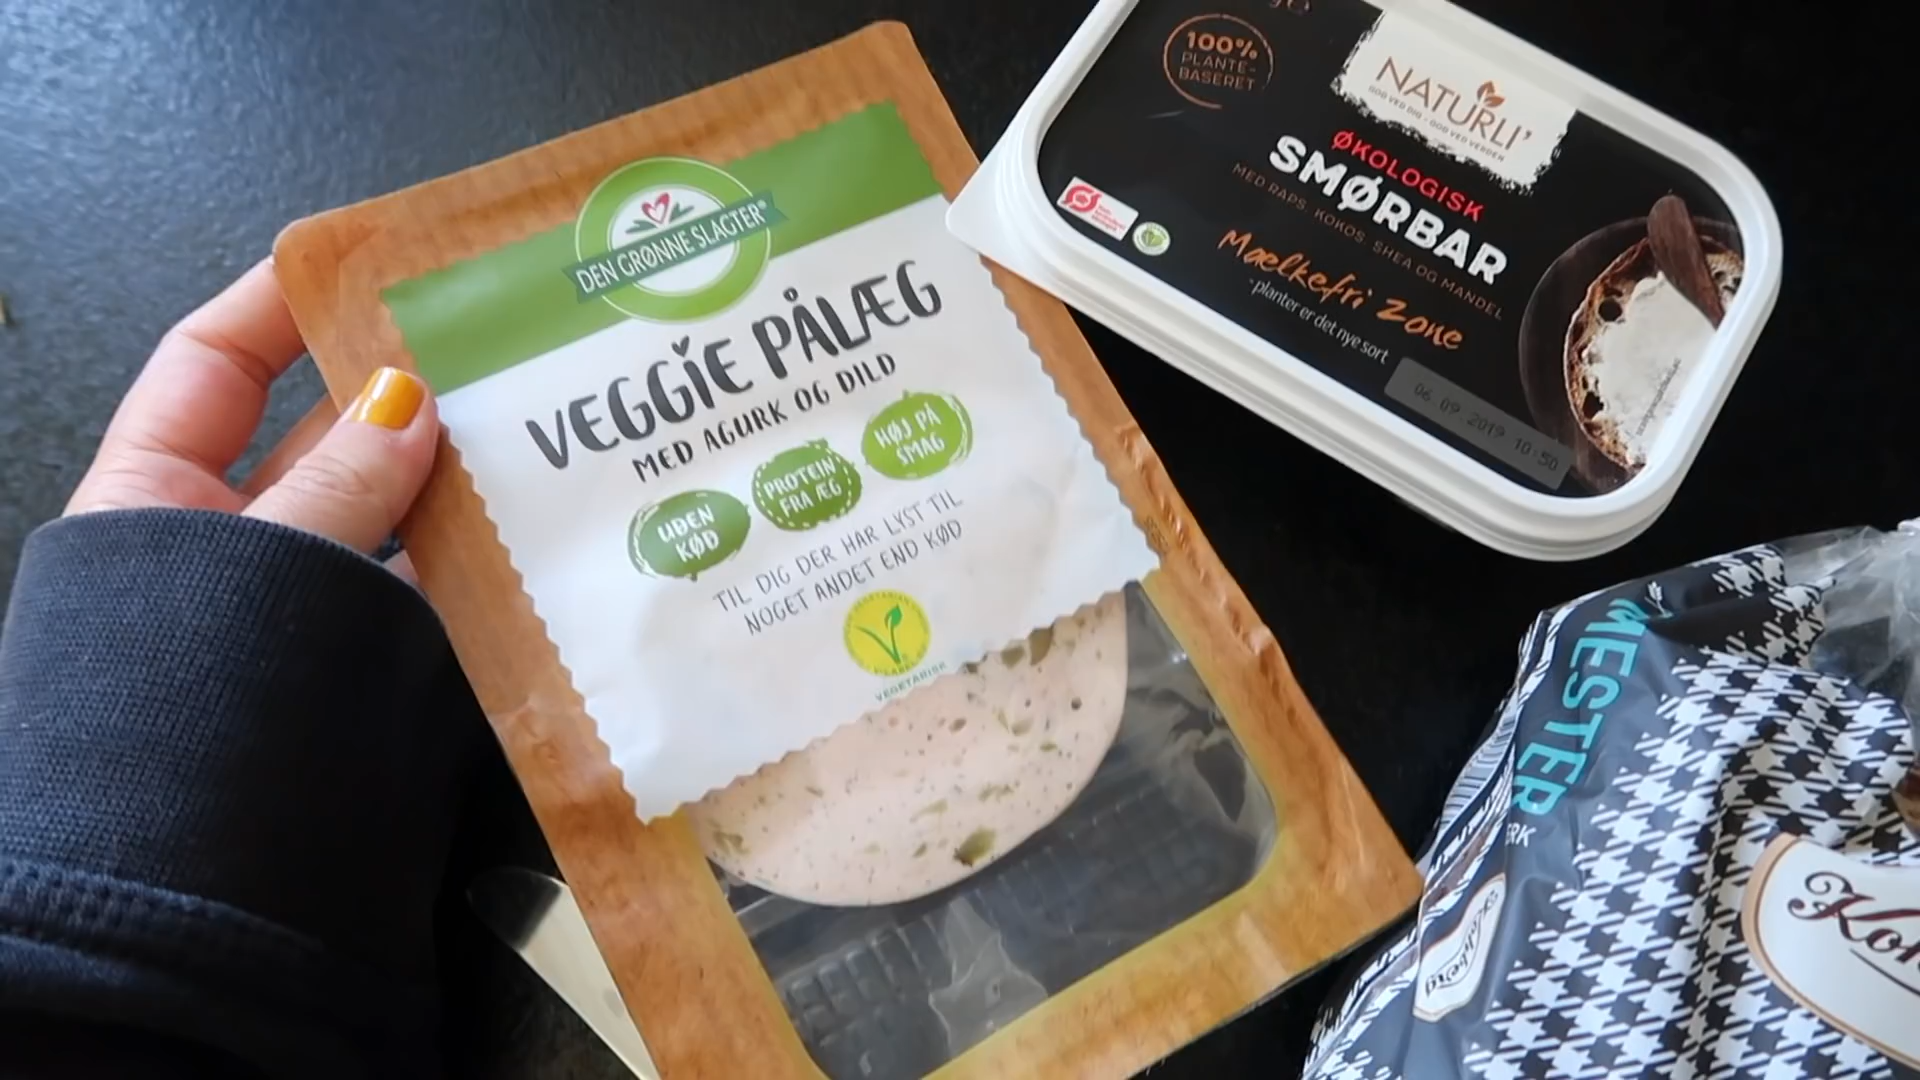 DEN GRØNNE SLAGTER®
VEGGIE PÅLÆG
MED AGURK OG DILD
UDEN
KØD
PROTEIN
FRA ÆG
HØJ PÅ
SMAG
TIL DIG DER HAR LYST TIL
NOGET ANDET END KØD
VEGETARISK
100%
PLANTE-
BASERET
NATURLI'
GOD VED DIG - GOD VED VERDEN
ØKOLOGISK
SMØRBAR
MED RAPS, KOKOS, SHEA OG MANDEL
Mælkefri Zone
- planter er det nye sort
06.09.2019 10:50
MESTER
Kohberg